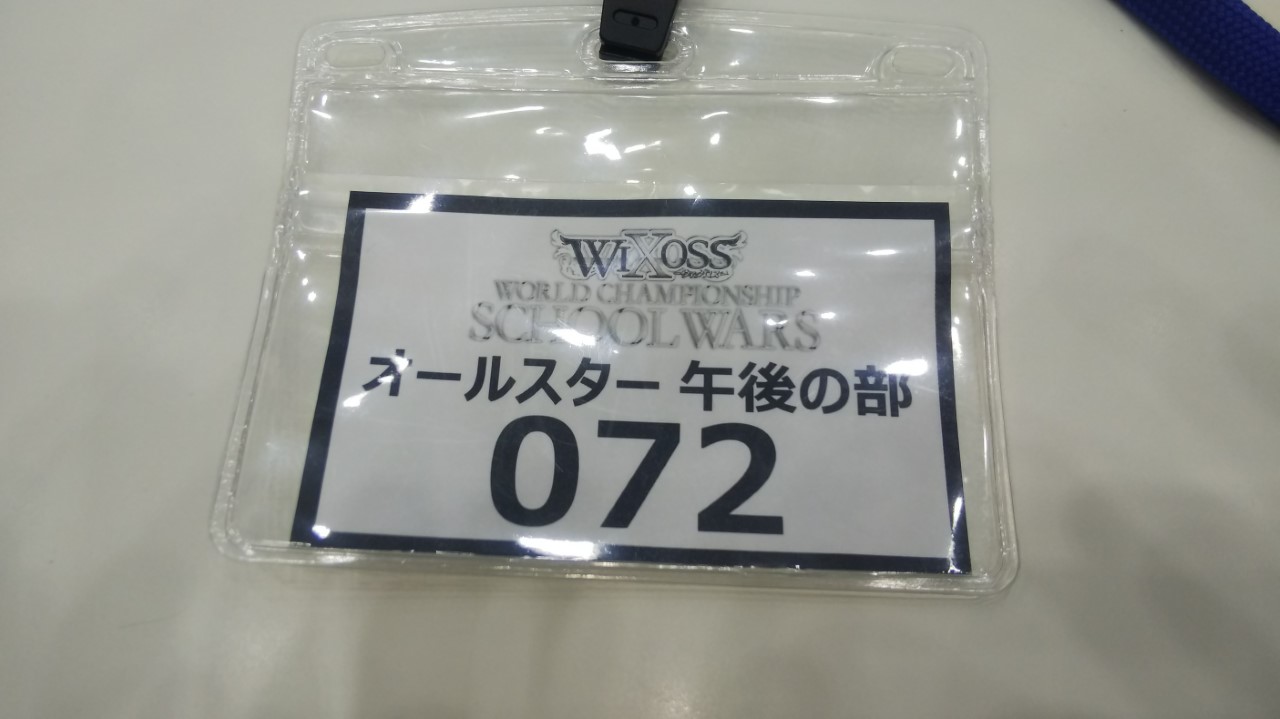 WIXOSS
-ウィクロス-
WORLD CHAMPIONSHIP
SCHOOL WARS
オールスター 午後の部
072